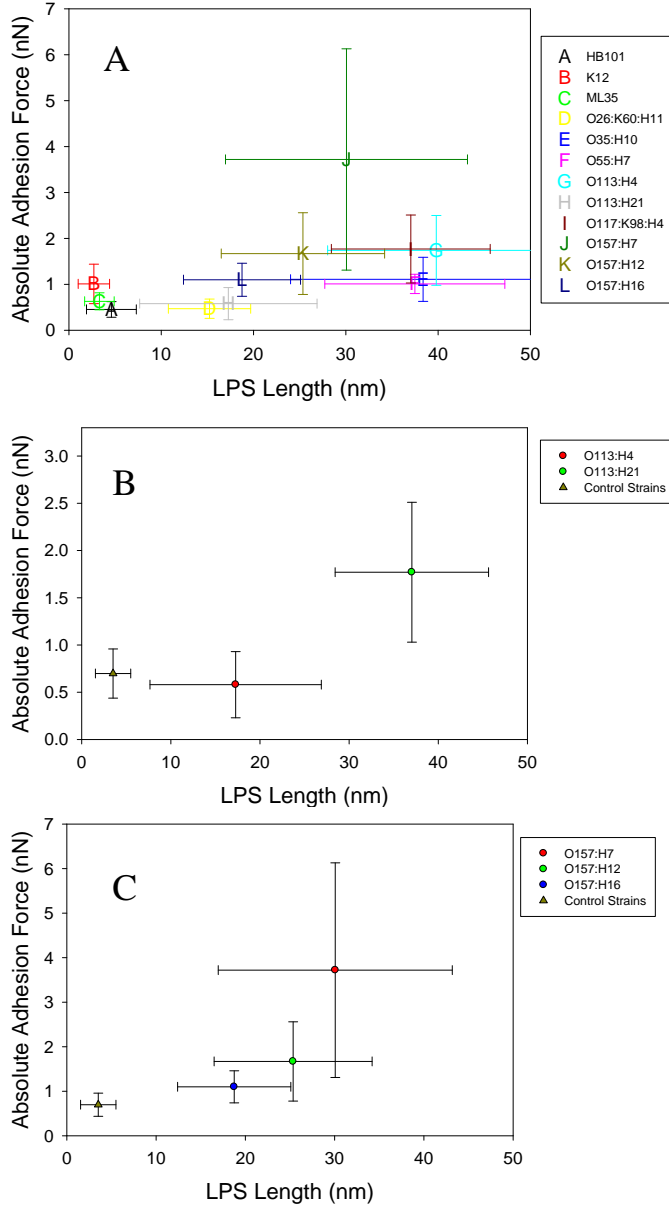 7
6
5
4
3
2
1
0
Absolute Adhesion Force (nN)
A
J
K
I
G
L
E
F
B
C
A
D
H
0 10 20 30 40 50
LPS Length (nm)
A HB101
B K12
C ML35
D O26:K60:H11
E O35:H10
F O55:H7
G O113:H4
H O113:H21
I O117:K98:H4
J O157:H7
K O157:H12
L O157:H16
3.0
2.5
2.0
1.5
1.0
0.5
0.0
Absolute Adhesion Force (nN)
B
10 20 30 40 50
LPS Length (nm)
O113:H4
O113:H21
Control Strains
7
6
5
4
3
2
1
0
Absolute Adhesion Force (nN)
C
0 10 20 30 40 50
LPS Length (nm)
O157:H7
O157:H12
O157:H16
Control Strains